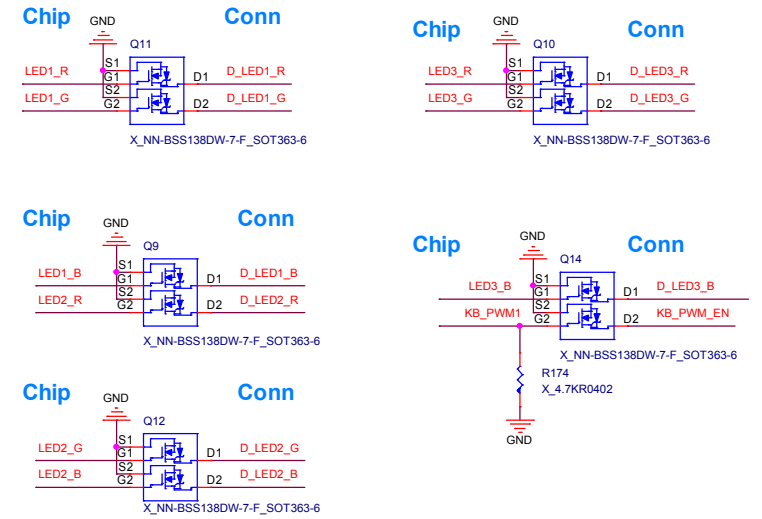 Chip
GND
Conn
Q11
S1
LED1_R
G1
D1
D_LED1_R
S2
LED1_G
G2
D2
D_LED1_G
X_NN-BSS138DW-7-F_SOT363-6
Chip
GND
Conn
Q10
S1
LED3_R
G1
D1
D_LED3_R
S2
LED3_G
G2
D2
D_LED3_G
X_NN-BSS138DW-7-F_SOT363-6
Chip
GND
Conn
Q9
S1
LED1_B
G1
D1
D_LED1_B
S2
LED2_R
G2
D2
D_LED2_R
X_NN-BSS138DW-7-F_SOT363-6
Chip
GND
Conn
Q14
S1
LED3_B
G1
D1
D_LED3_B
S2
KB_PWM1
G2
D2
KB_PWM_EN
X_NN-BSS138DW-7-F_SOT363-6
R174
X_4.7KR0402
GND
Chip
GND
Conn
Q12
S1
LED2_G
G1
D1
D_LED2_G
S2
LED2_B
G2
D2
D_LED2_B
X_NN-BSS138DW-7-F_SOT363-6